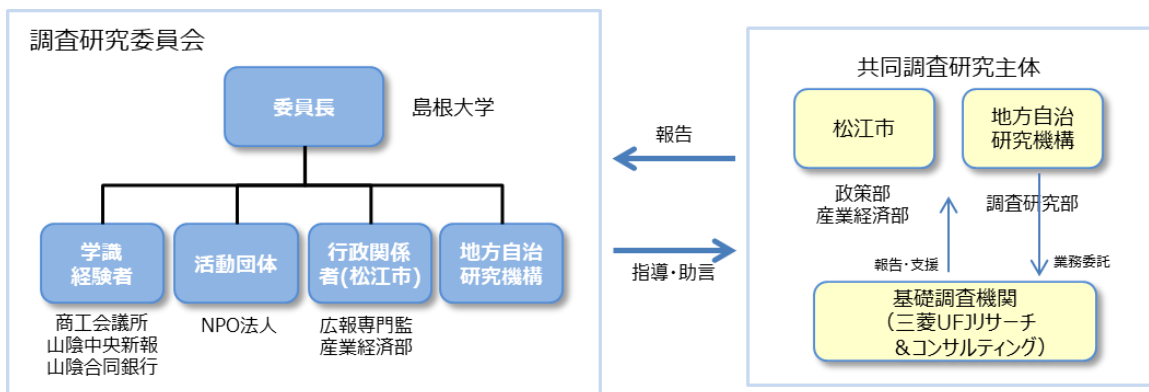 調査研究委員会
委員長
島根大学
学識
経験者
商工会議所
山陰中央新報
山陰合同銀行
活動団体
NPO法人
行政関係
者(松江市)
広報専門監
産業経済部
地方自治
研究機構
報告
指導・助言
共同調査研究主体
松江市
政策部
産業経済部
地方自治
研究機構
調査研究部
報告・支援
業務委託
基礎調査機関
（三菱UFJリサーチ
＆コンサルティング）